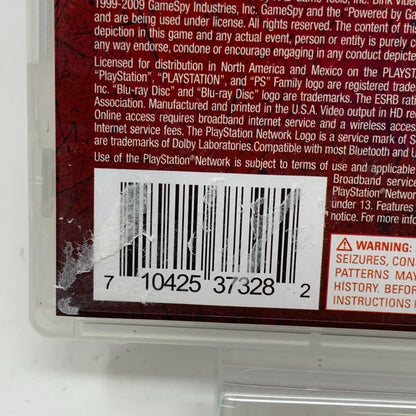 1999-2009 GameSpy Industries, Inc. GameSpy and the "Powered by Gam
and are being used under license. All rights reserved. The content of this
depiction in this game and any actual event, person or entity is purely c
any way endorse, condone or encourage engaging in any conduct depicte
Licensed for distribution in North America and Mexico on the PLAYST
"PlayStation", "PLAYSTATION", and "PS" Family logo are registered trade
Inc. "Blu-ray Disc" and "Blu-ray Disc" logo are trademarks. The ESRB rat
Association. Manufactured and printed in the U.S.A. Video output in HD re
Online access requires broadband internet service and a wireless access
Internet service fees. The PlayStation Network Logo is a service mark of S
are trademarks of Dolby Laboratories.Compatible with most Bluetooth and U
Use of the PlayStation®Network is subject to terms of use and applicable
Broadband service
PlayStation®Netwo
under 13. Features
notice. For more info
7 10425 37328 2
⚠ WARNING:
SEIZURES, CONS
PATTERNS MAY
HISTORY. BEFOR
INSTRUCTIONS